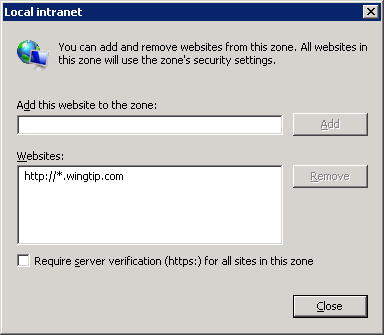 Local intranet
You can add and remove websites from this zone. All websites in
this zone will use the zone's security settings.
Add this website to the zone:
Add
Websites:
http://*.wingtip.com
Remove
Require server verification (https:) for all sites in this zone
Close